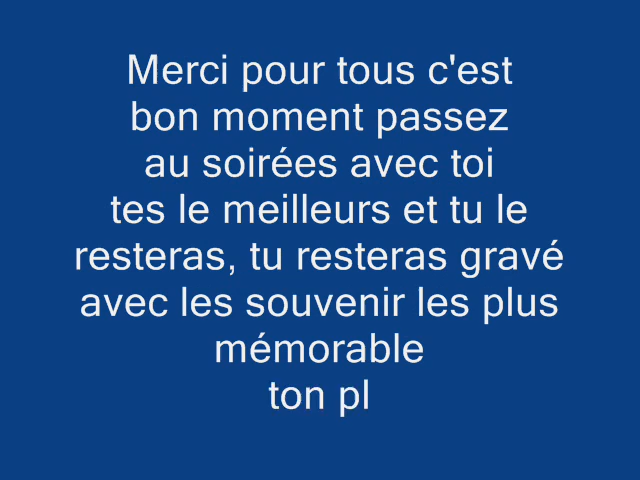 Merci pour tous c'est
bon moment passez
au soirées avec toi
tes le meilleurs et tu le
resteras, tu resteras gravé
avec les souvenir les plus
mémorable
ton pl